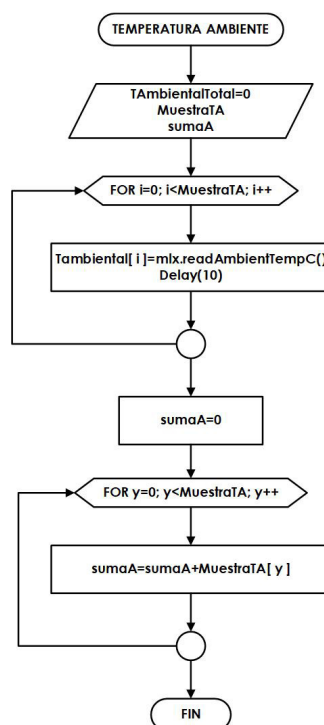 TEMPERATURA AMBIENTE
TAmbientalTotal=0
MuestraTA
sumaA
FOR i=0; i<MuestraTA; i++
Tambiental[ i ]=mlx.readAmbientTempC()
Delay(10)
sumaA=0
FOR y=0; y<MuestraTA; y++
sumaA=sumaA+MuestraTA[ y ]
FIN